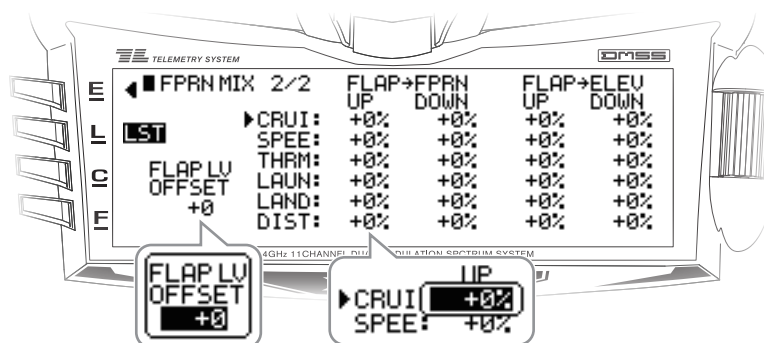 TELEMETRY SYSTEM DMSS
FPRN MIX 2/2 FLAP→FPRN FLAP→ELEV
UP DOWN UP DOWN
▶CRUI: +0% +0% +0% +0%
LST SPEE: +0% +0% +0% +0%
THRM: +0% +0% +0% +0%
FLAP LV LAUN: +0% +0% +0% +0%
OFFSET LAND: +0% +0% +0% +0%
+0 DIST: +0% +0% +0% +0%
E
L
C
F
FLAP LV
OFFSET
+0
UP
▶CRUI +0%
SPEE: +0%